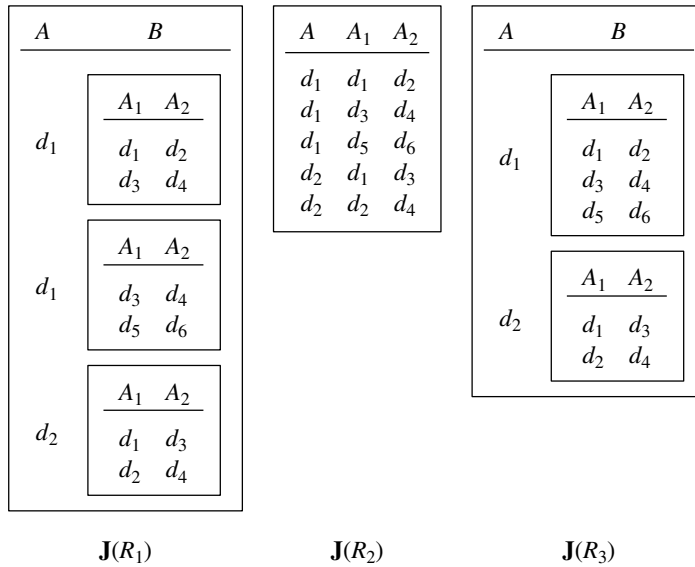 A B
A₁ A₂
d₁ d₂
d₁
d₃ d₄
A₁ A₂
d₃ d₄
d₁
d₅ d₆
A₁ A₂
d₁ d₃
d₂
d₂ d₄
J(R₁)
A A₁ A₂
d₁ d₁ d₂
d₁ d₃ d₄
d₁ d₅ d₆
d₂ d₁ d₃
d₂ d₂ d₄
J(R₂)
A B
A₁ A₂
d₁ d₂
d₁
d₃ d₄
d₅ d₆
A₁ A₂
d₁ d₃
d₂
d₂ d₄
J(R₃)